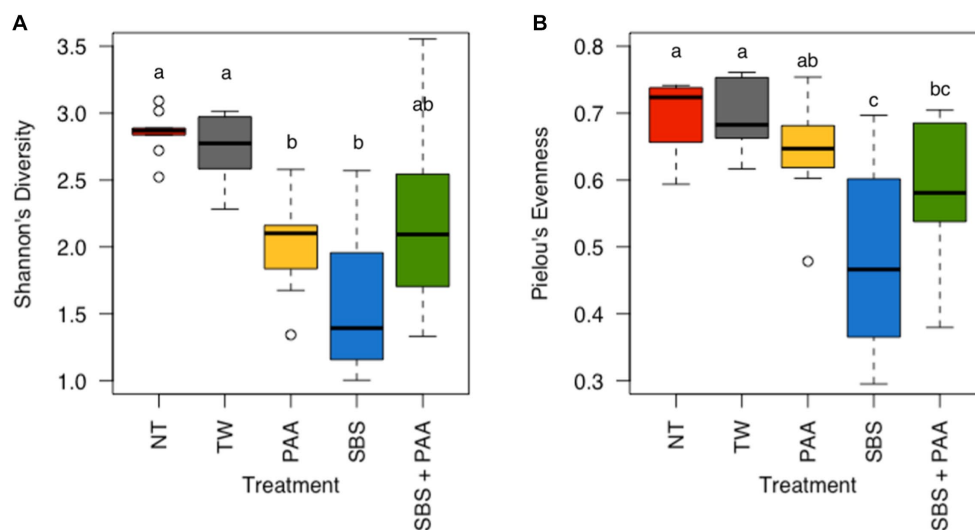 A
Shannon's Diversity
3.5
3.0
2.5
2.0
1.5
1.0
a
a
b
b
ab
NT
TW
PAA
SBS
SBS + PAA
Treatment
B
Pielou's Evenness
0.8
0.7
0.6
0.5
0.4
0.3
a
a
ab
c
bc
NT
TW
PAA
SBS
SBS + PAA
Treatment